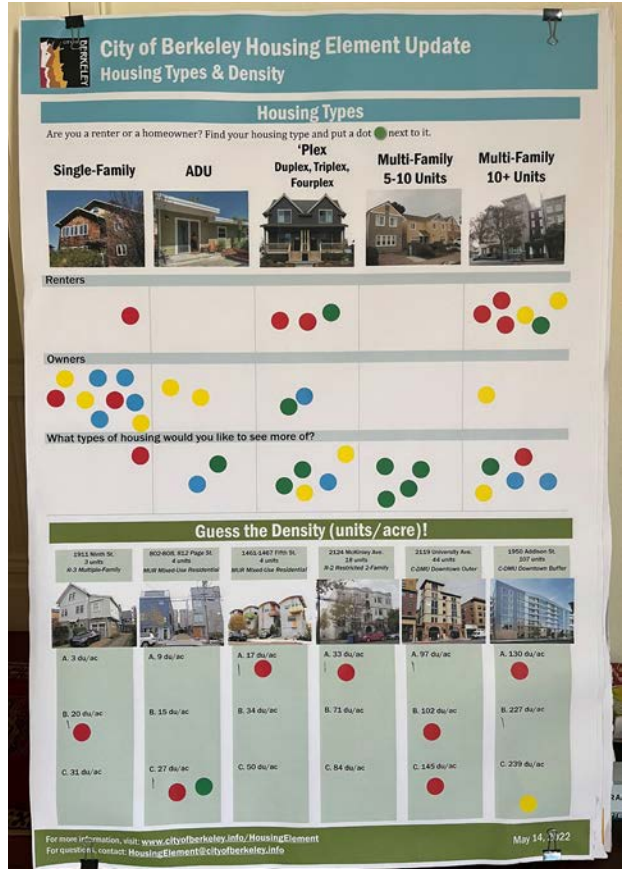 BERKELEY
City of Berkeley Housing Element Update
Housing Types & Density
Housing Types
Are you a renter or a homeowner? Find your housing type and put a dot next to it.
Single-Family
ADU
'Plex
Duplex, Triplex,
Fourplex
Multi-Family
5-10 Units
Multi-Family
10+ Units
Renters
Owners
What types of housing would you like to see more of?
Guess the Density (units/acre)!
1911 Ninth St.
3 units
R-3 Multiple-Family
802-808, 812 Page St.
4 units
MUR Mixed-Use Residential
1461-1467 Fifth St.
4 units
MUR Mixed-Use Residential
2124 McKinley Ave.
18 units
R-2 Restricted 2-Family
2119 University Ave.
44 units
C-DMU Downtown Outer
1950 Addison St.
107 units
C-DMU Downtown Buffer
A. 3 du/ac
B. 20 du/ac
C. 31 du/ac
A. 9 du/ac
B. 15 du/ac
C. 27 du/ac
A. 17 du/ac
B. 34 du/ac
C. 50 du/ac
A. 33 du/ac
B. 71 du/ac
C. 84 du/ac
A. 97 du/ac
B. 102 du/ac
C. 145 du/ac
A. 130 du/ac
B. 227 du/ac
C. 239 du/ac
For more information, visit: www.cityofberkeley.info/HousingElement
For questions, contact: HousingElement@cityofberkeley.info
May 14, 2022